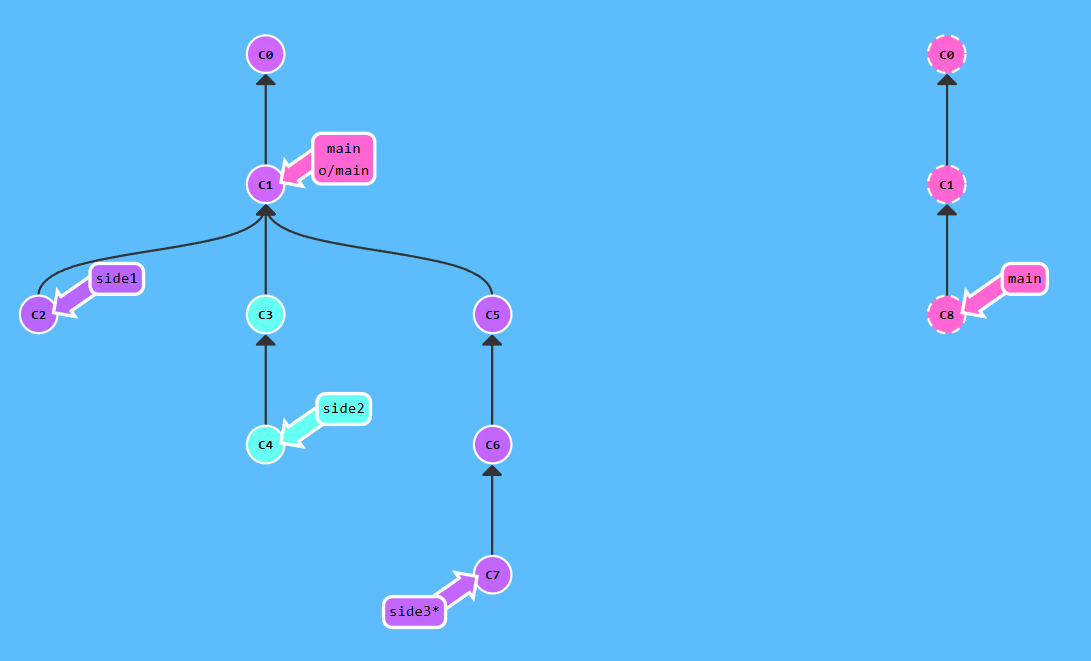 C0
C0
main
o/main
C1
C1
side1
main
C2
C3
C5
C8
side2
C4
C6
C7
side3*